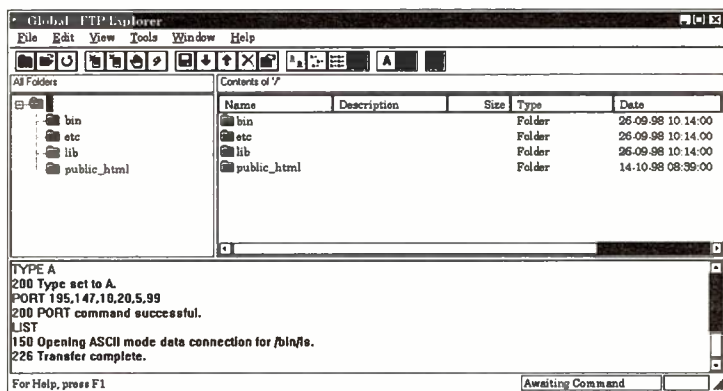 Global FTP Explorer
File Edit View Tools Window Help
A
All Folders
Contents of '/'
bin
etc
lib
public_html
Name Description Size Type Date
bin Folder 26-09-98 10:14:00
etc Folder 26-09-98 10:14:00
lib Folder 26-09-98 10:14:00
public_html Folder 14-10-98 08:39:00
TYPE A
200 Type set to A.
PORT 195,147,18,20,5,99
200 PORT command successful.
LIST
150 Opening ASCII mode data connection for /bin/ls.
226 Transfer complete.
For Help, press F1
Awaiting Command